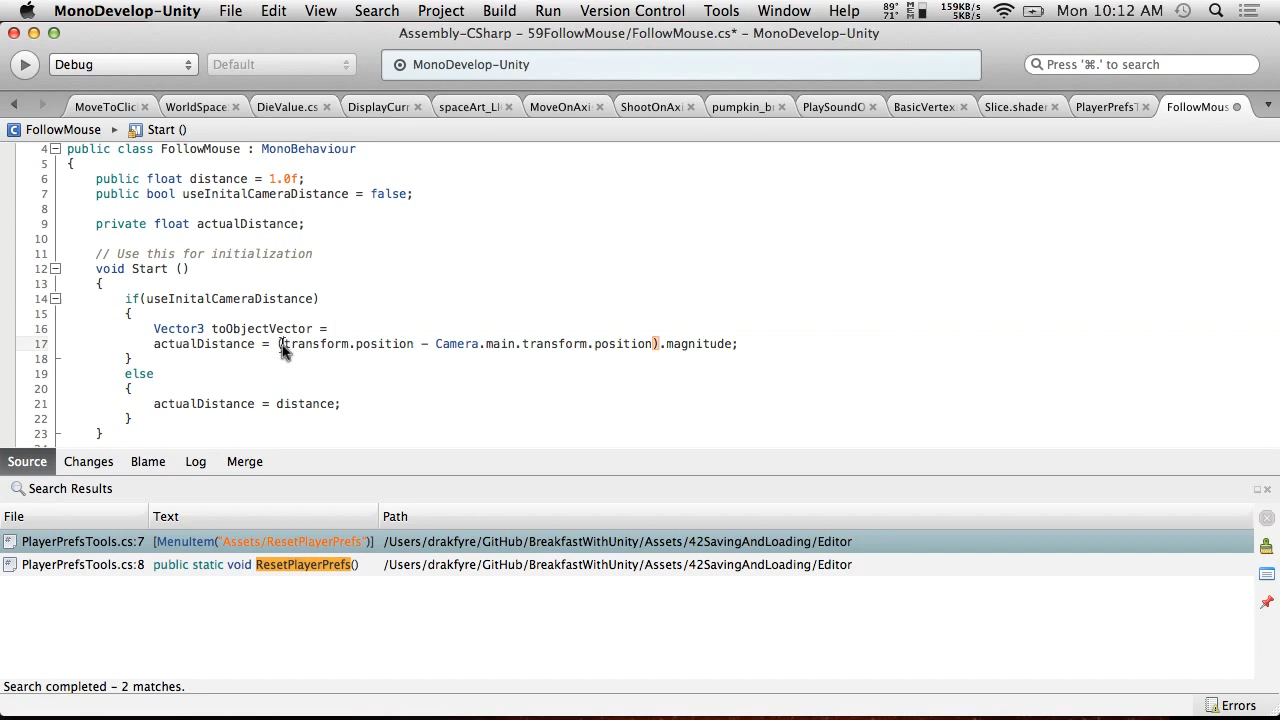 MonoDevelop-Unity File Edit View Search Project Build Run Version Control Tools Window Help 89° 71° MEM 159KB/s 5KB/s Mon 10:12 AM
Assembly-CSharp - 59FollowMouse/FollowMouse.cs* - MonoDevelop-Unity
Debug Default MonoDevelop-Unity Press '⌘.' to search
MoveToClic WorldSpace DieValue.cs DisplayCurr spaceArt_LI MoveOnAxis ShootOnAxi pumpkin_b PlaySoundO BasicVertex Slice.shader PlayerPrefsT FollowMous
FollowMouse Start ()
4 public class FollowMouse : MonoBehaviour
5 {
6 public float distance = 1.0f;
7 public bool useInitalCameraDistance = false;
8
9 private float actualDistance;
10
11 // Use this for initialization
12 void Start ()
13 {
14 if(useInitalCameraDistance)
15 {
16 Vector3 toObjectVector =
17 actualDistance = (transform.position - Camera.main.transform.position).magnitude;
18 }
19 else
20 {
21 actualDistance = distance;
22 }
23 }
Source Changes Blame Log Merge
Search Results
File Text Path
PlayerPrefsTools.cs:7 [MenuItem("Assets/ResetPlayerPrefs")] /Users/drakfyre/GitHub/BreakfastWithUnity/Assets/42SavingAndLoading/Editor
PlayerPrefsTools.cs:8 public static void ResetPlayerPrefs() /Users/drakfyre/GitHub/BreakfastWithUnity/Assets/42SavingAndLoading/Editor
Search completed - 2 matches.
Errors